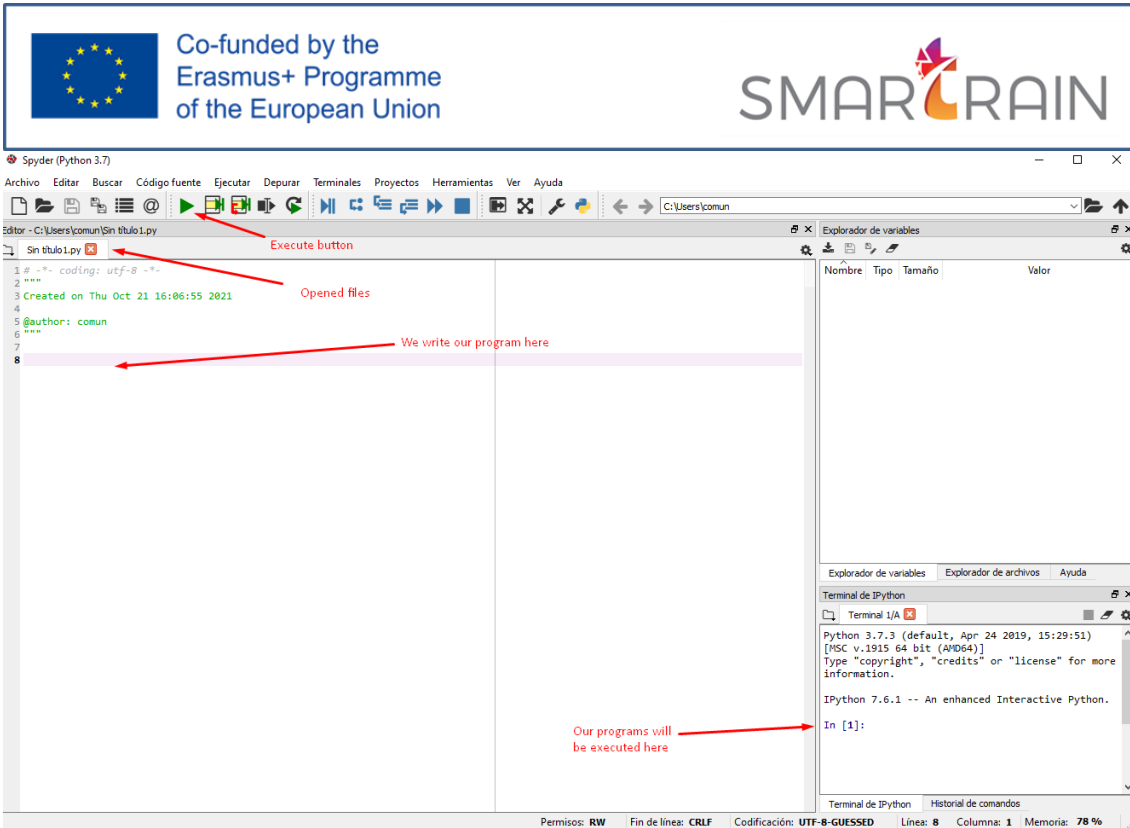 Co-funded by the
Erasmus+ Programme
of the European Union
SMARTRAIN
Spyder (Python 3.7)
Archivo Editar Buscar Código fuente Ejecutar Depurar Terminales Proyectos Herramientas Ver Ayuda
C:\Users\comun
Editor - C:\Users\comun\Sin título1.py
Sin título1.py
Execute button
Opened files
1 # -*- coding: utf-8 -*-
2 """
3 Created on Thu Oct 21 16:06:55 2021
4
5 @author: comun
6 """
7
8
We write our program here
Explorador de variables
Nombre Tipo Tamaño Valor
Explorador de variables Explorador de archivos Ayuda
Terminal de IPython
Terminal 1/A
Python 3.7.3 (default, Apr 24 2019, 15:29:51)
[MSC v.1915 64 bit (AMD64)]
Type "copyright", "credits" or "license" for more
information.
IPython 7.6.1 -- An enhanced Interactive Python.
In [1]:
Our programs will
be executed here
Terminal de IPython Historial de comandos
Permisos: RW Fin de línea: CRLF Codificación: UTF-8-GUESSED Línea: 8 Columna: 1 Memoria: 78 %